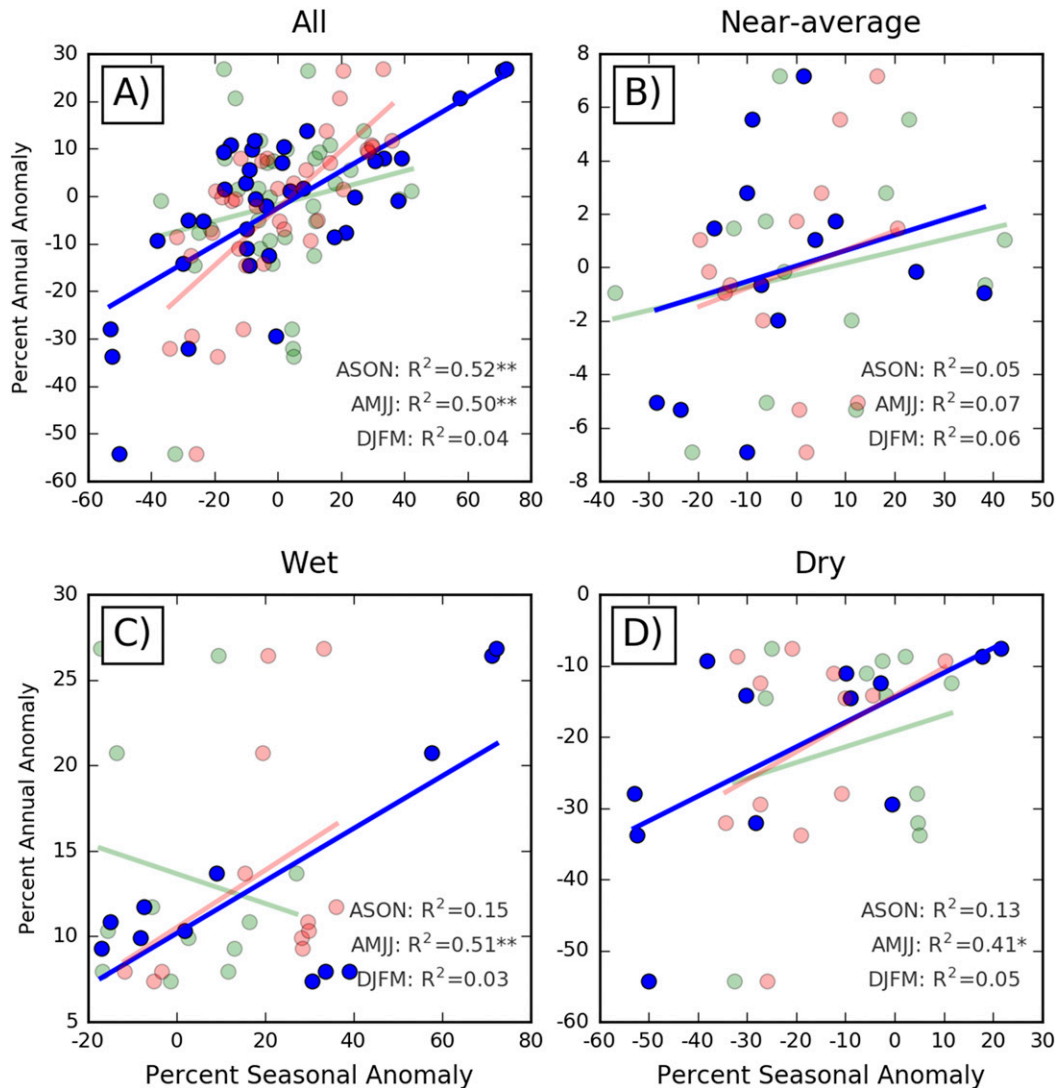 All
Near-average
A)
B)
30
20
10
0
-10
-20
-30
-40
-50
-60
Percent Annual Anomaly
ASON: R²=0.52**
AMJJ: R²=0.50**
DJFM: R²=0.04
-60 -40 -20 0 20 40 60 80
8
6
4
2
0
-2
-4
-6
-8
ASON: R²=0.05
AMJJ: R²=0.07
DJFM: R²=0.06
-40 -30 -20 -10 0 10 20 30 40 50
Wet
Dry
C)
D)
30
25
20
15
10
5
Percent Annual Anomaly
ASON: R²=0.15
AMJJ: R²=0.51**
DJFM: R²=0.03
-20 0 20 40 60 80
Percent Seasonal Anomaly
0
-10
-20
-30
-40
-50
-60
ASON: R²=0.13
AMJJ: R²=0.41*
DJFM: R²=0.05
-60 -50 -40 -30 -20 -10 0 10 20 30
Percent Seasonal Anomaly